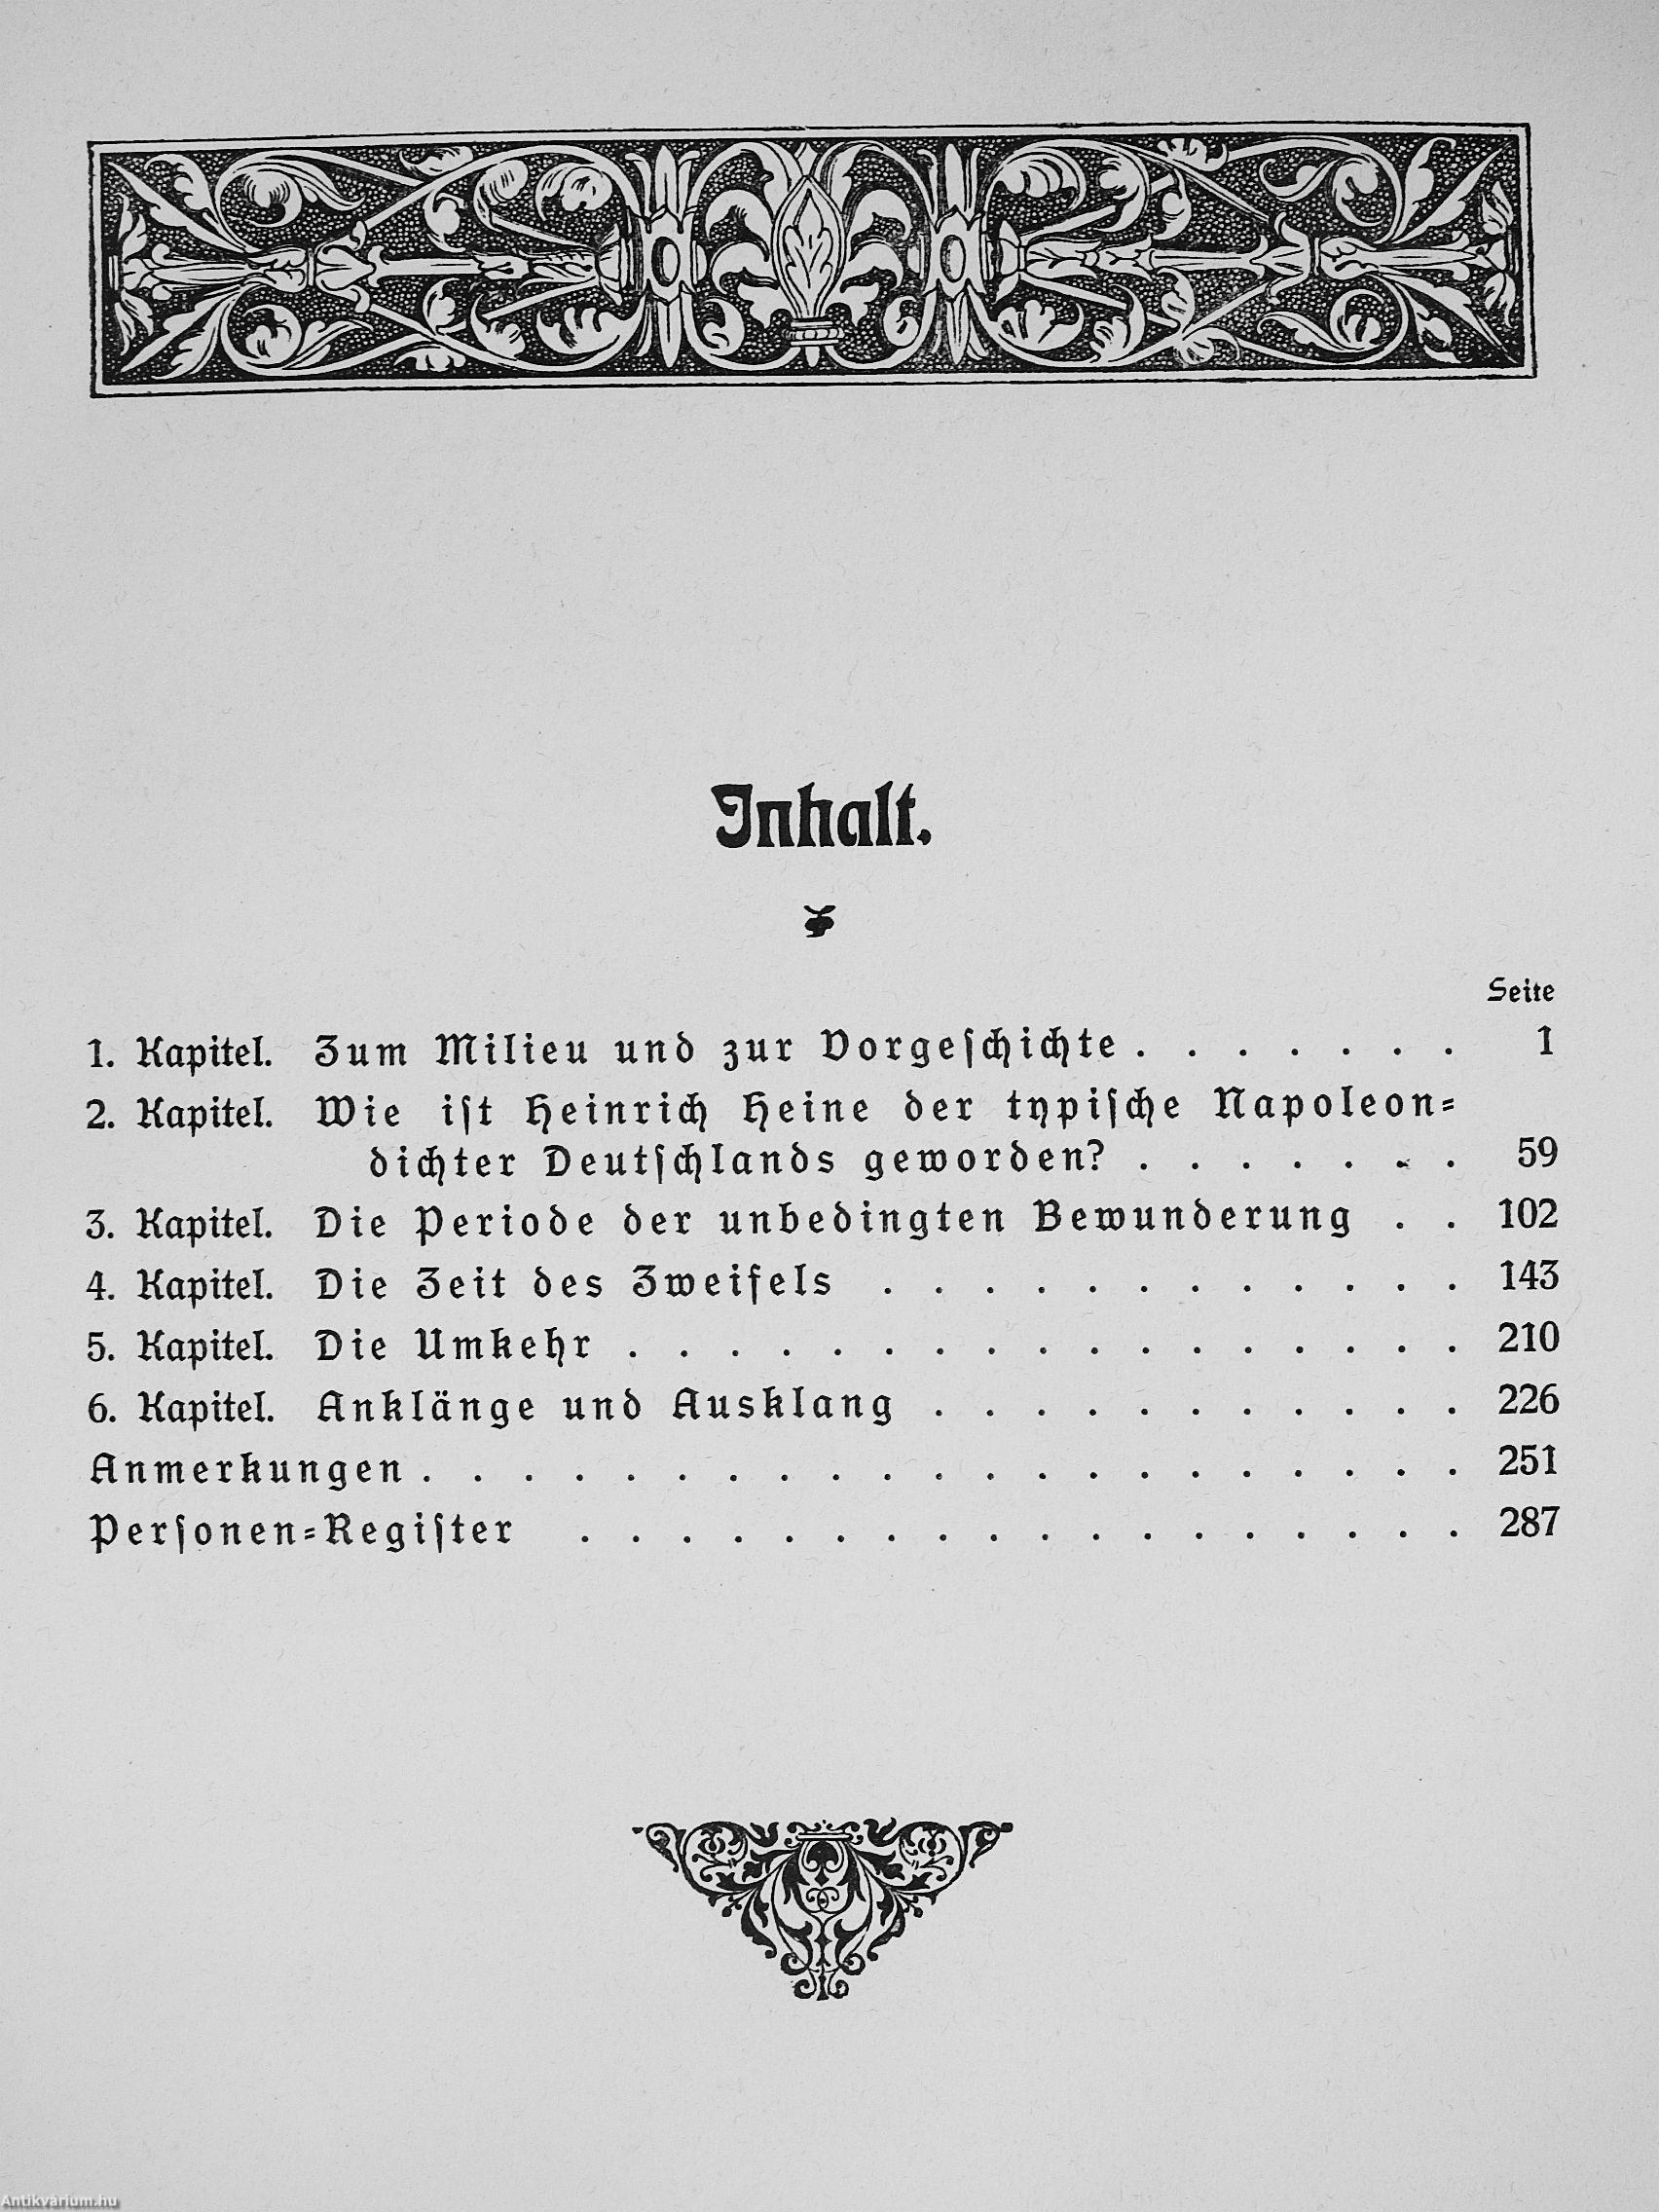 Inhalt.
Seite
1. Kapitel. Zum Milieu und zur Vorgeſchichte . . . . . . . 1
2. Kapitel. Wie iſt Heinrich Heine der typiſche Napoleon⸗
dichter Deutſchlands geworden? . . . . . . . 59
3. Kapitel. Die Periode der unbedingten Bewunderung . . 102
4. Kapitel. Die Zeit des Zweifels . . . . . . . . . . . . 143
5. Kapitel. Die Umkehr . . . . . . . . . . . . . . . . . 210
6. Kapitel. Anklänge und Ausklang . . . . . . . . . . . 226
Anmerkungen . . . . . . . . . . . . . . . . . . . . . 251
Perſonen⸗Regiſter . . . . . . . . . . . . . . . . . . 287
Antikvárium.hu